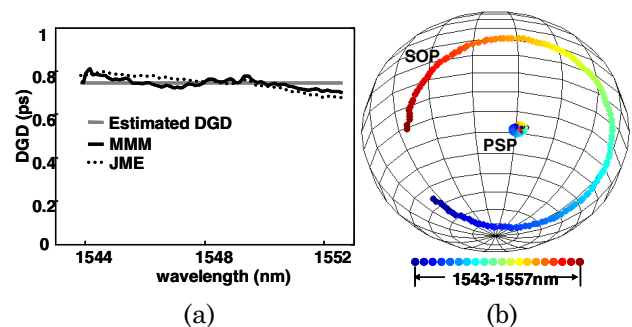 (a)
1
0.8
0.6
0.4
0.2
0
DGD (ps)
Estimated DGD
MMM
JME
1544
1548
1552
wavelength (nm)
(a)
(b)
SOP
PSP
1543-1557nm
(b)